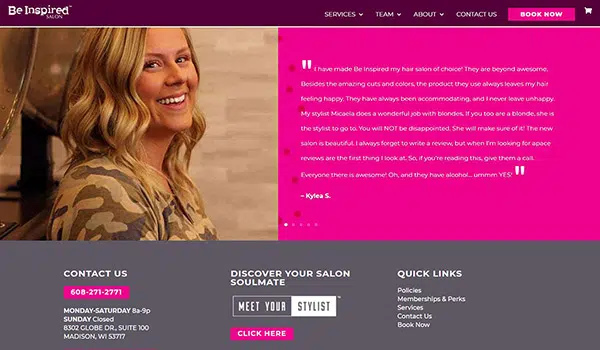 Be Inspired™
SALON
SERVICES
TEAM
ABOUT
CONTACT US
BOOK NOW
" I have made Be Inspired my hair salon of choice! They are beyond awesome.
Besides the amazing cuts and colors, the product they use always leaves my hair
feeling happy. They have always been accommodating, and I never leave unhappy.
My stylist Micaela does a wonderful job with blondes. If you too are a blonde, she is
the stylist to go to. You will NOT be disappointed. She will make sure of it! The new
salon is beautiful. I always forget to write a review, but when I'm looking for apace
reviews are the first thing I look at. So, if you're reading this, give them a call.
Everyone there is awesome! Oh, and they have alcohol... ummm YES! "
– Kylea S.
CONTACT US
608-271-2771
MONDAY-SATURDAY 8a-9p
SUNDAY Closed
8302 GLOBE DR., SUITE 100
MADISON, WI 53717
DISCOVER YOUR SALON
SOULMATE
MEET YOUR STYLIST™
CLICK HERE
QUICK LINKS
Policies
Memberships & Perks
Services
Contact Us
Book Now